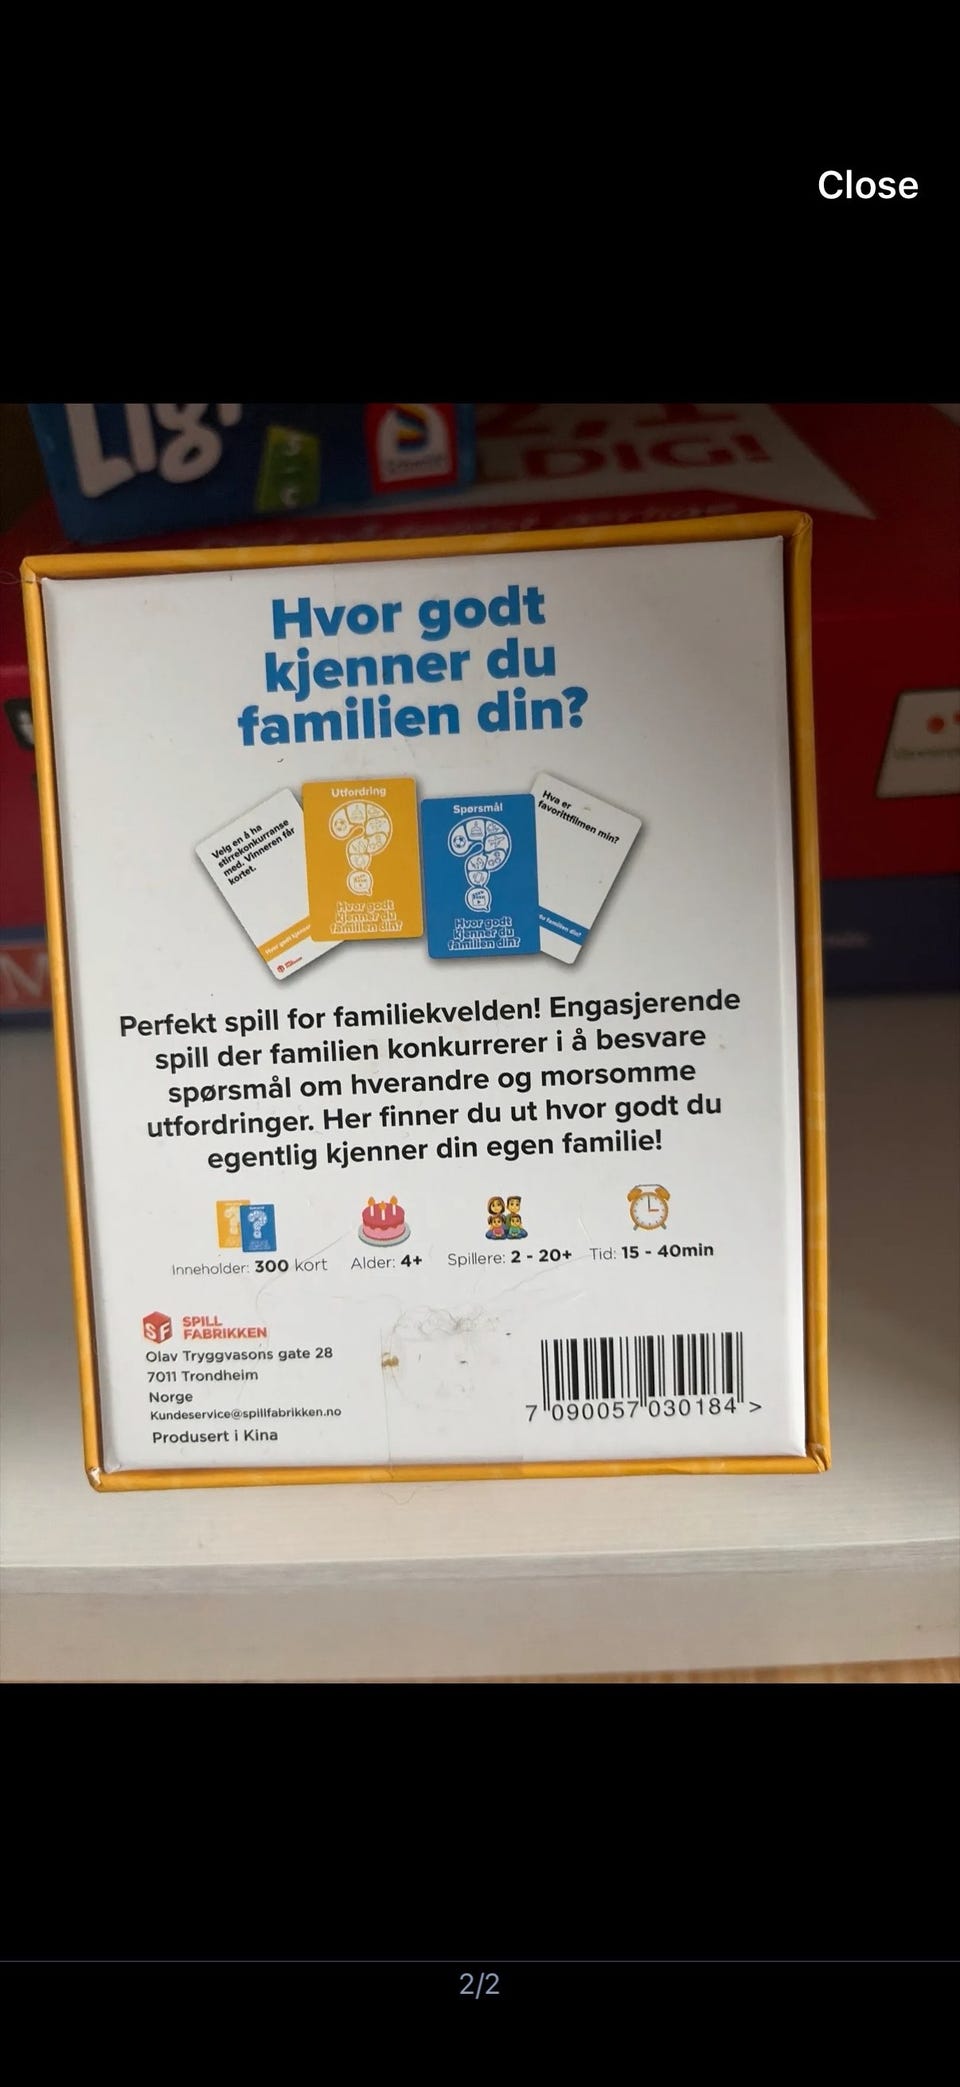 Close
Lig
DIG!
Hvor godt
kjenner du
familien din?
Velg en å ha
stirrekonkurranse
med. Vinneren får
kortet.
Utfordring
Hvor godt
kjenner du
familien din?
Spørsmål
Hvor godt
kjenner du
familien din?
Hva er
favorittfilmen min?
Perfekt spill for familiekvelden! Engasjerende
spill der familien konkurrerer i å besvare
spørsmål om hverandre og morsomme
utfordringer. Her finner du ut hvor godt du
egentlig kjenner din egen familie!
Inneholder: 300 kort
Alder: 4+
Spillere: 2 - 20+
Tid: 15 - 40min
SF
SPILL
FABRIKKEN
Olav Tryggvasons gate 28
7011 Trondheim
Norge
Kundeservice@spillfabrikken.no
Produsert i Kina
7 090057 030184 >
2/2